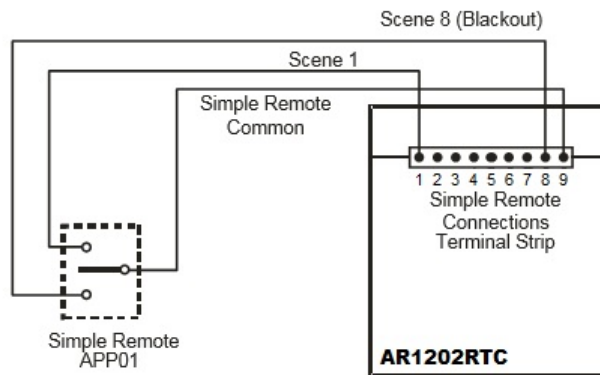 Scene 8 (Blackout)
Scene 1
Simple Remote
Common
1 2 3 4 5 6 7 8 9
Simple Remote
Connections
Terminal Strip
Simple Remote
APP01
AR1202RTC